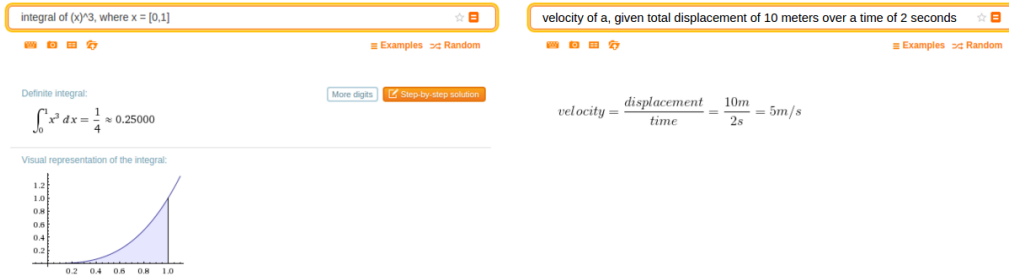 integral of (x)^3, where x = [0,1]
Examples Random
Definite integral:
More digits Step-by-step solution
∫₀¹ x³ dx = 1/4 ≈ 0.25000
Visual representation of the integral:
1.2
1.0
0.8
0.6
0.4
0.2
0.2 0.4 0.6 0.8 1.0
velocity of a, given total displacement of 10 meters over a time of 2 seconds
Examples Random
velocity = displacement/time = 10m/2s = 5m/s